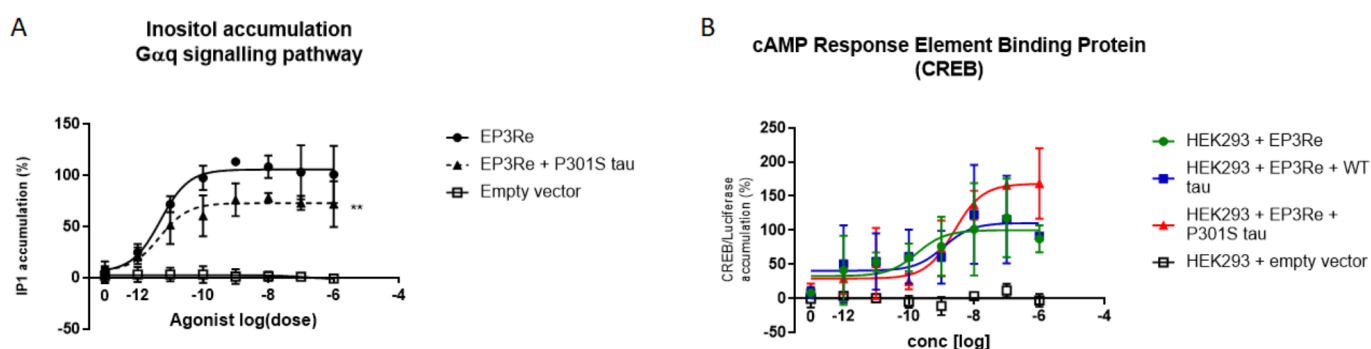 A
Inositol accumulation
Gαq signalling pathway
IP1 accumulation (%)
150
100
50
0
-50
0 -12 -10 -8 -6 -4
Agonist log(dose)
**
EP3Re
EP3Re + P301S tau
Empty vector
B
cAMP Response Element Binding Protein
(CREB)
CREB/Luciferase
accumulation (%)
250
200
150
100
50
0
-50
0 -12 -10 -8 -6 -4
conc [log]
HEK293 + EP3Re
HEK293 + EP3Re + WT
tau
HEK293 + EP3Re +
P301S tau
HEK293 + empty vector